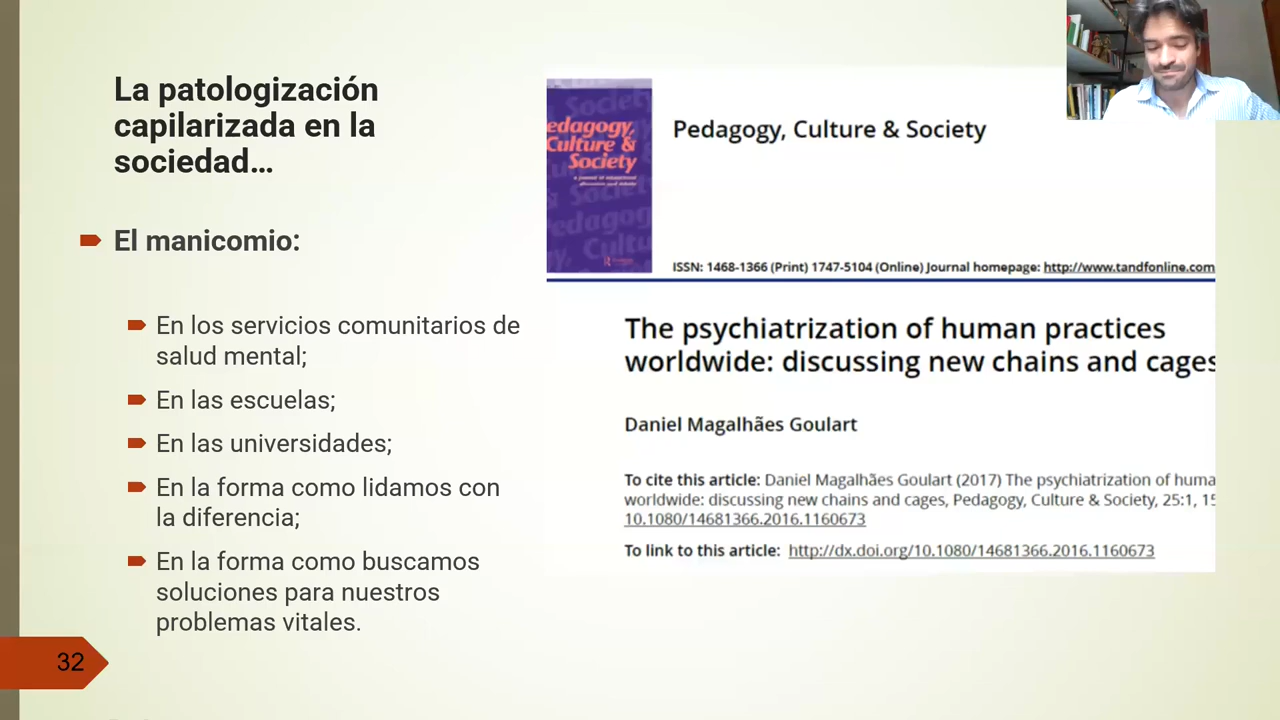 La patologización
capilarizada en la
sociedad...
El manicomio:
En los servicios comunitarios de
salud mental;
En las escuelas;
En las universidades;
En la forma como lidamos con
la diferencia;
En la forma como buscamos
soluciones para nuestros
problemas vitales.
32
edagogy,
Culture &
Society
Pedagogy, Culture & Society
ISSN: 1468-1366 (Print) 1747-5104 (Online) Journal homepage: http://www.tandfonline.com
The psychiatrization of human practices
worldwide: discussing new chains and cages
Daniel Magalhães Goulart
To cite this article: Daniel Magalhães Goulart (2017) The psychiatrization of huma
worldwide: discussing new chains and cages, Pedagogy, Culture & Society, 25:1, 15
10.1080/14681366.2016.1160673
To link to this article: http://dx.doi.org/10.1080/14681366.2016.1160673